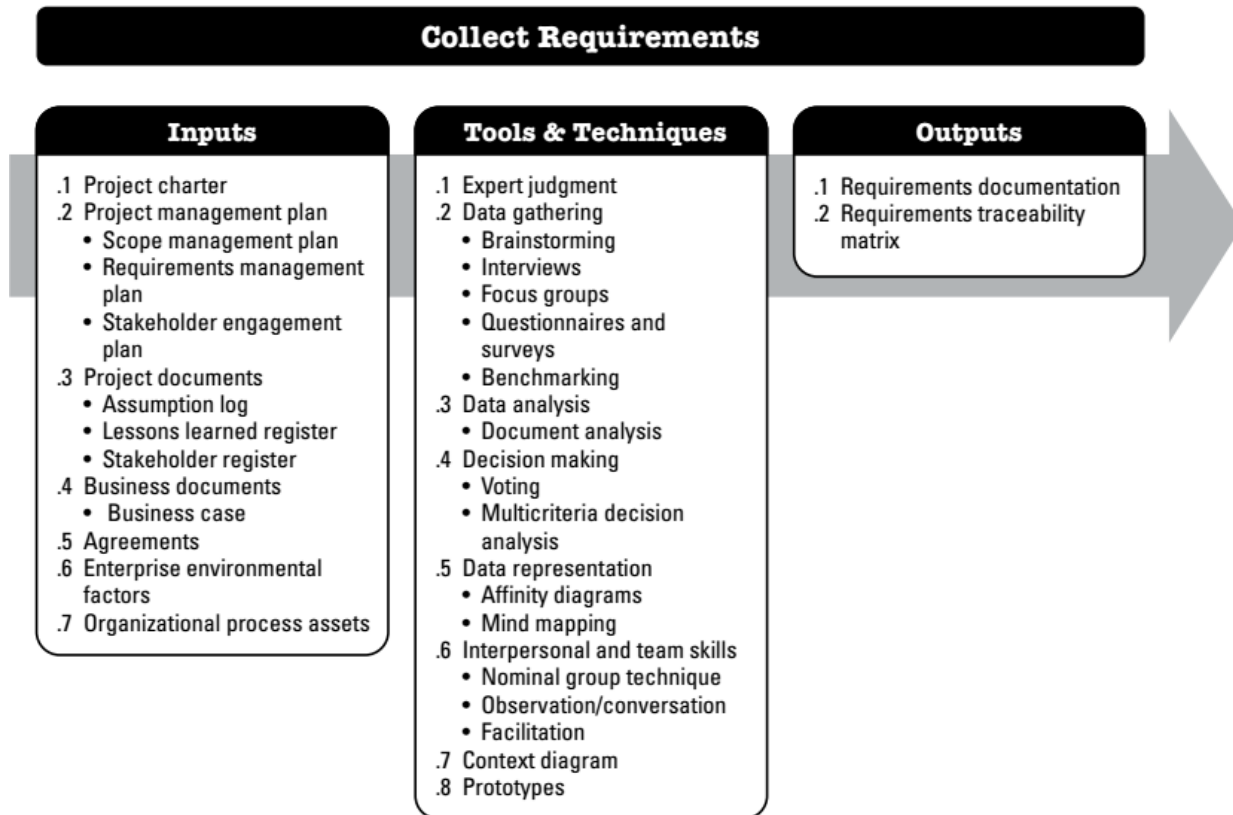 Collect Requirements
Inputs
.1 Project charter
.2 Project management plan
• Scope management plan
• Requirements management
plan
• Stakeholder engagement
plan
.3 Project documents
• Assumption log
• Lessons learned register
• Stakeholder register
.4 Business documents
• Business case
.5 Agreements
.6 Enterprise environmental
factors
.7 Organizational process assets
Tools & Techniques
.1 Expert judgment
.2 Data gathering
• Brainstorming
• Interviews
• Focus groups
• Questionnaires and
surveys
• Benchmarking
.3 Data analysis
• Document analysis
.4 Decision making
• Voting
• Multicriteria decision
analysis
.5 Data representation
• Affinity diagrams
• Mind mapping
.6 Interpersonal and team skills
• Nominal group technique
• Observation/conversation
• Facilitation
.7 Context diagram
.8 Prototypes
Outputs
.1 Requirements documentation
.2 Requirements traceability
matrix